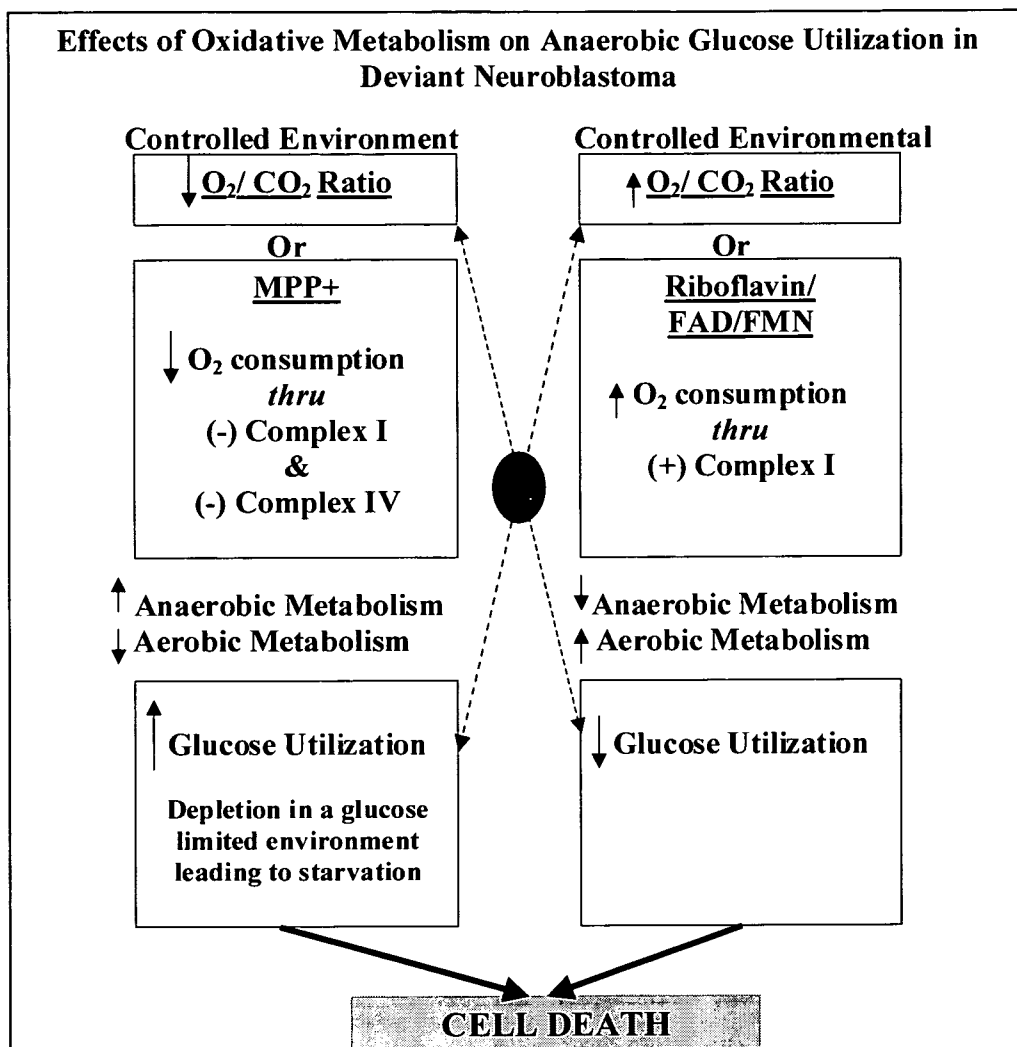 Effects of Oxidative Metabolism on Anaerobic Glucose Utilization in
Deviant Neuroblastoma
Controlled Environment
↓ O₂/ CO₂ Ratio
Or
MPP+
↓ O₂ consumption
thru
(-) Complex I
&
(-) Complex IV
↑ Anaerobic Metabolism
↓ Aerobic Metabolism
↑ Glucose Utilization
Depletion in a glucose
limited environment
leading to starvation
Controlled Environmental
↑ O₂/ CO₂ Ratio
Or
Riboflavin/
FAD/FMN
↑ O₂ consumption
thru
(+) Complex I
↓ Anaerobic Metabolism
↑ Aerobic Metabolism
↓ Glucose Utilization
CELL DEATH